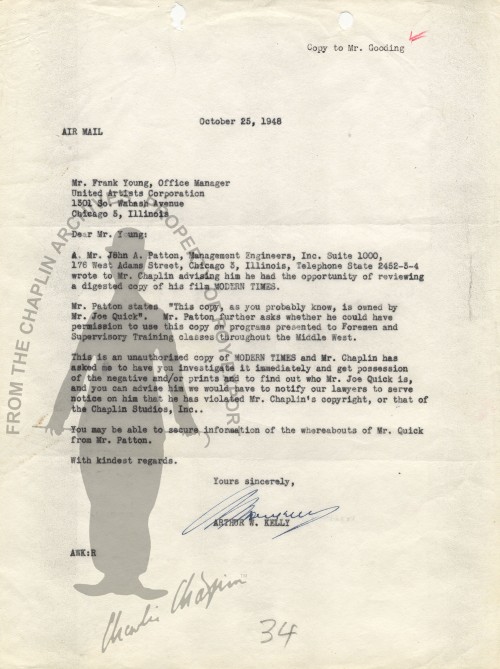 Copy to Mr. Gooding
October 25, 1948
AIR MAIL
Mr. Frank Young, Office Manager
United Artists Corporation
1301 So. Wabash Avenue
Chicago 5, Illinois
Dear Mr. Young:
A. Mr. John A. Patton, Management Engineers, Inc. Suite 1000,
176 West Adams Street, Chicago 3, Illinois, Telephone State 2452-3-4
wrote to Mr. Chaplin advising him he had the opportunity of reviewing
a digested copy of his film MODERN TIMES.
Mr. Patton states "This copy, as you probably know, is owned by
Mr. Joe Quick". Mr. Patton further asks whether he could have
permission to use this copy on programs presented to Foremen and
Supervisory Training classes throughout the Middle West.
This is an unauthorised copy of MODERN TIMES and Mr. Chaplin has
asked me to have you investigate it immediately and get possession
of the negative and/or prints and to find out who Mr. Joe Quick is,
and you can advise him we would have to notify our lawyers to serve
notice on him that he has violated Mr. Chaplin's copyright, or that of
the Chaplin Studios, Inc..
You may be able to secure information of the whereabouts of Mr. Quick
from Mr. Patton.
With kindest regards.
Yours sincerely,
ARTHUR W. KELLY
AWK:R
Charlie Chaplin
34
FROM THE CHAPLIN ARCHIVES